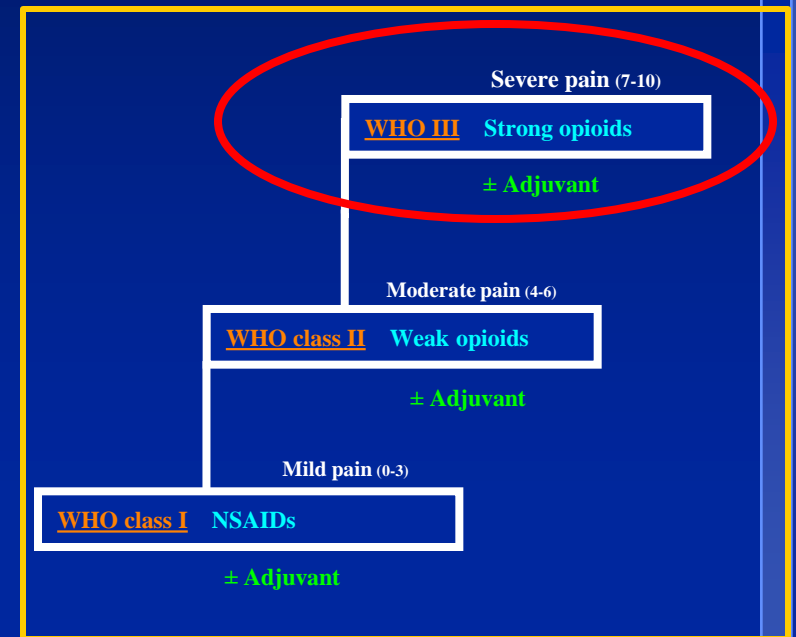 Severe pain (7-10)
WHO III Strong opioids
± Adjuvant
Moderate pain (4-6)
WHO class II Weak opioids
± Adjuvant
Mild pain (0-3)
WHO class I NSAIDs
± Adjuvant